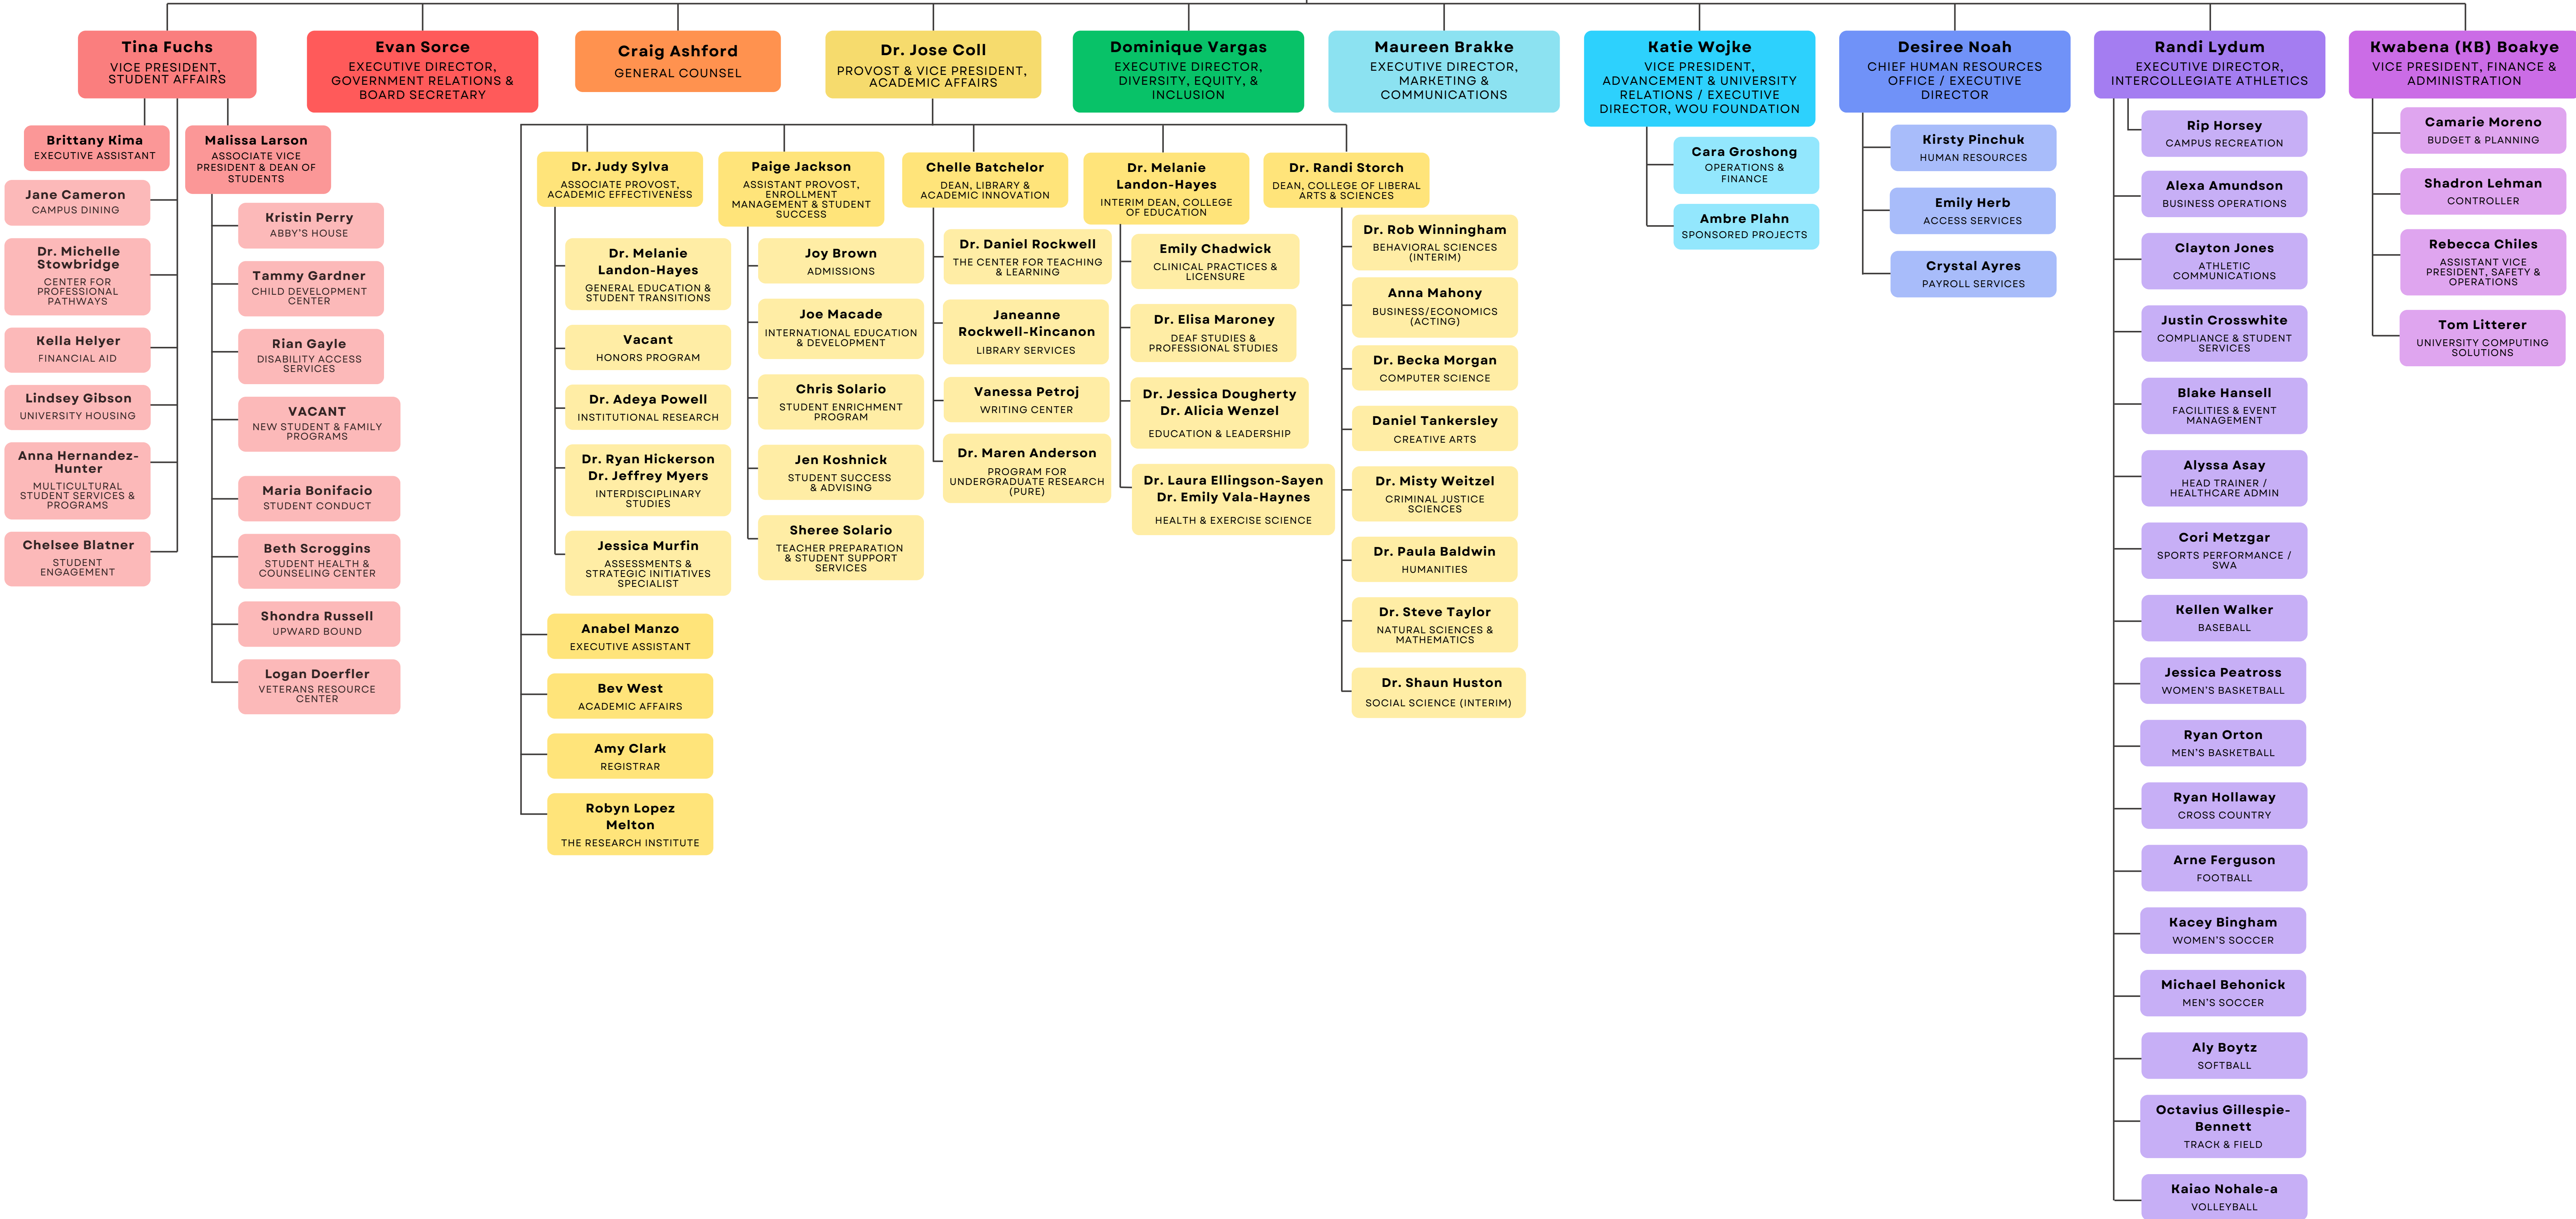 Tina Fuchs
VICE PRESIDENT,
STUDENT AFFAIRS
Brittany Kima
EXECUTIVE ASSISTANT
Jane Cameron
CAMPUS DINING
Dr. Michelle
Stowbridge
CENTER FOR
PROFESSIONAL
PATHWAYS
Kella Helyer
FINANCIAL AID
Lindsey Gibson
UNIVERSITY HOUSING
Anna Hernandez-
Hunter
MULTICULTURAL
STUDENT SERVICES &
PROGRAMS
Chelsee Blatner
STUDENT
ENGAGEMENT
Malissa Larson
ASSOCIATE VICE
PRESIDENT & DEAN OF
STUDENTS
Kristin Perry
ABBY'S HOUSE
Tammy Gardner
CHILD DEVELOPMENT
CENTER
Rian Gayle
DISABILITY ACCESS
SERVICES
VACANT
NEW STUDENT & FAMILY
PROGRAMS
Maria Bonifacio
STUDENT CONDUCT
Beth Scroggins
STUDENT HEALTH &
COUNSELING CENTER
Shondra Russell
UPWARD BOUND
Logan Doerfler
VETERANS RESOURCE
CENTER
Evan Sorce
EXECUTIVE DIRECTOR,
GOVERNMENT RELATIONS &
BOARD SECRETARY
Craig Ashford
GENERAL COUNSEL
Dr. Jose Coll
PROVOST & VICE PRESIDENT,
ACADEMIC AFFAIRS
Dr. Judy Sylva
ASSOCIATE PROVOST,
ACADEMIC EFFECTIVENESS
Dr. Melanie
Landon-Hayes
GENERAL EDUCATION &
STUDENT TRANSITIONS
Vacant
HONORS PROGRAM
Dr. Adeya Powell
INSTITUTIONAL RESEARCH
Dr. Ryan Hickerson
Dr. Jeffrey Myers
INTERDISCIPLINARY
STUDIES
Jessica Murfin
ASSESSMENTS &
STRATEGIC INITIATIVES
SPECIALIST
Anabel Manzo
EXECUTIVE ASSISTANT
Bev West
ACADEMIC AFFAIRS
Amy Clark
REGISTRAR
Robyn Lopez
Melton
THE RESEARCH INSTITUTE
Paige Jackson
ASSISTANT PROVOST,
ENROLLMENT
MANAGEMENT & STUDENT
SUCCESS
Joy Brown
ADMISSIONS
Joe Macade
INTERNATIONAL EDUCATION
& DEVELOPMENT
Chris Solario
STUDENT ENRICHMENT
PROGRAM
Jen Koshnick
STUDENT SUCCESS
& ADVISING
Sheree Solario
TEACHER PREPARATION
& STUDENT SUPPORT
SERVICES
Chelle Batchelor
DEAN, LIBRARY &
ACADEMIC INNOVATION
Dr. Daniel Rockwell
THE CENTER FOR TEACHING
& LEARNING
Janeanne
Rockwell-Kincanon
LIBRARY SERVICES
Vanessa Petroj
WRITING CENTER
Dr. Maren Anderson
PROGRAM FOR
UNDERGRADUATE RESEARCH
(PURE)
Dr. Melanie
Landon-Hayes
INTERIM DEAN, COLLEGE
OF EDUCATION
Emily Chadwick
CLINICAL PRACTICES &
LICENSURE
Dr. Elisa Maroney
DEAF STUDIES &
PROFESSIONAL STUDIES
Dr. Jessica Dougherty
Dr. Alicia Wenzel
EDUCATION & LEADERSHIP
Dr. Laura Ellingson-Sayen
Dr. Emily Vala-Haynes
HEALTH & EXERCISE SCIENCE
Dr. Randi Storch
DEAN, COLLEGE OF LIBERAL
ARTS & SCIENCES
Dr. Rob Winningham
BEHAVIORAL SCIENCES
(INTERIM)
Anna Mahony
BUSINESS/ECONOMICS
(ACTING)
Dr. Becka Morgan
COMPUTER SCIENCE
Daniel Tankersley
CREATIVE ARTS
Dr. Misty Weitzel
CRIMINAL JUSTICE
SCIENCES
Dr. Paula Baldwin
HUMANITIES
Dr. Steve Taylor
NATURAL SCIENCES &
MATHEMATICS
Dr. Shaun Huston
SOCIAL SCIENCE (INTERIM)
Dominique Vargas
EXECUTIVE DIRECTOR,
DIVERSITY, EQUITY, &
INCLUSION
Maureen Brakke
EXECUTIVE DIRECTOR,
MARKETING &
COMMUNICATIONS
Katie Wojke
VICE PRESIDENT,
ADVANCEMENT & UNIVERSITY
RELATIONS / EXECUTIVE
DIRECTOR, WOU FOUNDATION
Cara Groshong
OPERATIONS &
FINANCE
Ambre Plahn
SPONSORED PROJECTS
Desiree Noah
CHIEF HUMAN RESOURCES
OFFICE / EXECUTIVE
DIRECTOR
Kirsty Pinchuk
HUMAN RESOURCES
Emily Herb
ACCESS SERVICES
Crystal Ayres
PAYROLL SERVICES
Randi Lydum
EXECUTIVE DIRECTOR,
INTERCOLLEGIATE ATHLETICS
Rip Horsey
CAMPUS RECREATION
Alexa Amundson
BUSINESS OPERATIONS
Clayton Jones
ATHLETIC
COMMUNICATIONS
Justin Crosswhite
COMPLIANCE & STUDENT
SERVICES
Blake Hansell
FACILITIES & EVENT
MANAGEMENT
Alyssa Asay
HEAD TRAINER /
HEALTHCARE ADMIN
Cori Metzgar
SPORTS PERFORMANCE /
SWA
Kellen Walker
BASEBALL
Jessica Peatross
WOMEN'S BASKETBALL
Ryan Orton
MEN'S BASKETBALL
Ryan Hollaway
CROSS COUNTRY
Arne Ferguson
FOOTBALL
Kacey Bingham
WOMEN'S SOCCER
Michael Behonick
MEN'S SOCCER
Aly Boytz
SOFTBALL
Octavius Gillespie-
Bennett
TRACK & FIELD
Kaiao Nohale-a
VOLLEYBALL
Kwabena (KB) Boakye
VICE PRESIDENT, FINANCE &
ADMINISTRATION
Camarie Moreno
BUDGET & PLANNING
Shadron Lehman
CONTROLLER
Rebecca Chiles
ASSISTANT VICE
PRESIDENT, SAFETY &
OPERATIONS
Tom Litterer
UNIVERSITY COMPUTING
SOLUTIONS